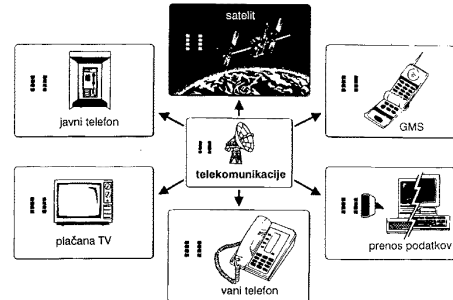 satelit
javni telefon
GMS
telekomunikacije
plačana TV
vani telefon
prenos podatkov